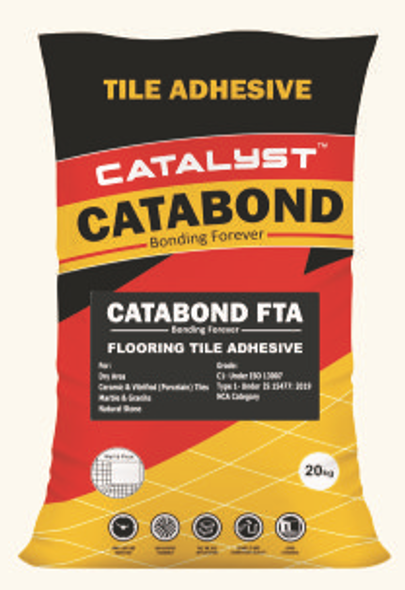 TILE ADHESIVE
CATALYST™
CATABOND
Bonding Forever
CATABOND FTA
Bonding Forever
FLOORING TILE ADHESIVE
For:
Dry Area
Ceramic & Vitrified (Porcelain) Tiles
Marble & Granite
Natural Stone
Grade:
C1- Under ISO 13007
Type 1- Under IS 15477: 2019
NCA Category
20kg